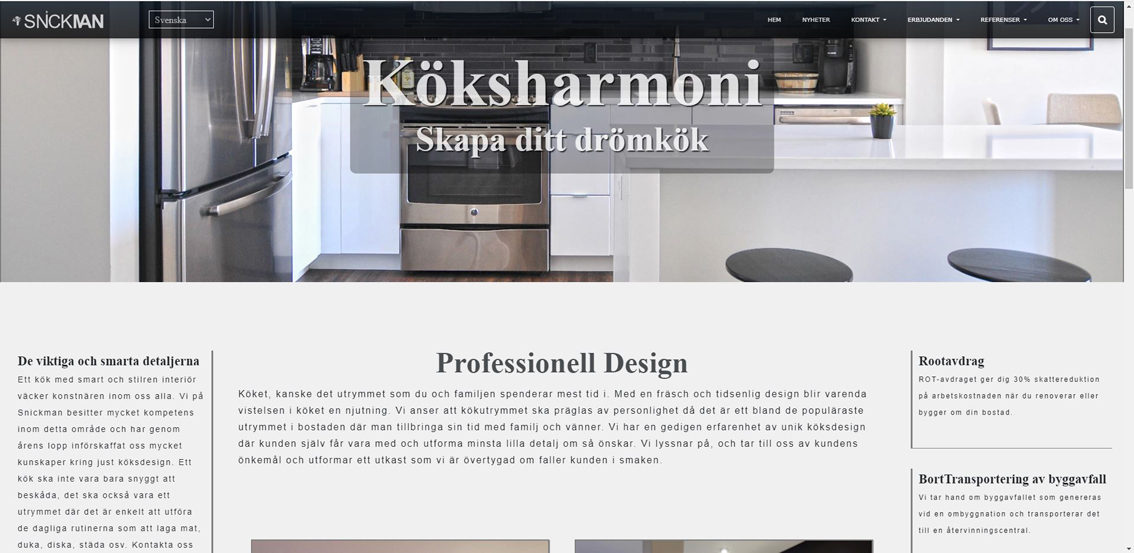 SNICKMAN
Svenska
HEM NYHETER KONTAKT ERBJUDANDEN REFERENSER OM OSS
Köksharmoni
Skapa ditt drömkök
De viktiga och smarta detaljerna
Ett kök med smart och stilren interiör
väcker konstnären inom oss alla. Vi på
Snickman besitter mycket kompetens
inom detta område och har genom
årens lopp införskaffat oss mycket
kunskaper kring just köksdesign. Ett
kök ska inte vara bara snyggt att
beskåda, det ska också vara ett
utrymmet där det är enkelt att utföra
de dagliga rutinerna som att laga mat,
duka, diska, städa osv. Kontakta oss
Professionell Design
Köket, kanske det utrymmet som du och familjen spenderar mest tid i. Med en fräsch och tidsenlig design blir varenda
vistelsen i köket en njutning. Vi anser att kökutrymmet ska präglas av personlighet då det är ett bland de populäraste
utrymmet i bostaden där man tillbringa sin tid med familj och vänner. Vi har en gedigen erfarenhet av unik köksdesign
där kunden själv får vara med och utforma minsta lilla detalj om så önskar. Vi lyssnar på, och tar till oss av kundens
önkemål och utformar ett utkast som vi är övertygad om faller kunden i smaken.
Rootavdrag
ROT-avdraget ger dig 30% skattereduktion
på arbetskostnaden när du renoverar eller
bygger om din bostad.
BortTransportering av byggavfall
Vi tar hand om byggavfallet som genereras
vid en ombyggnation och transporterar det
till en återvinningscentral.